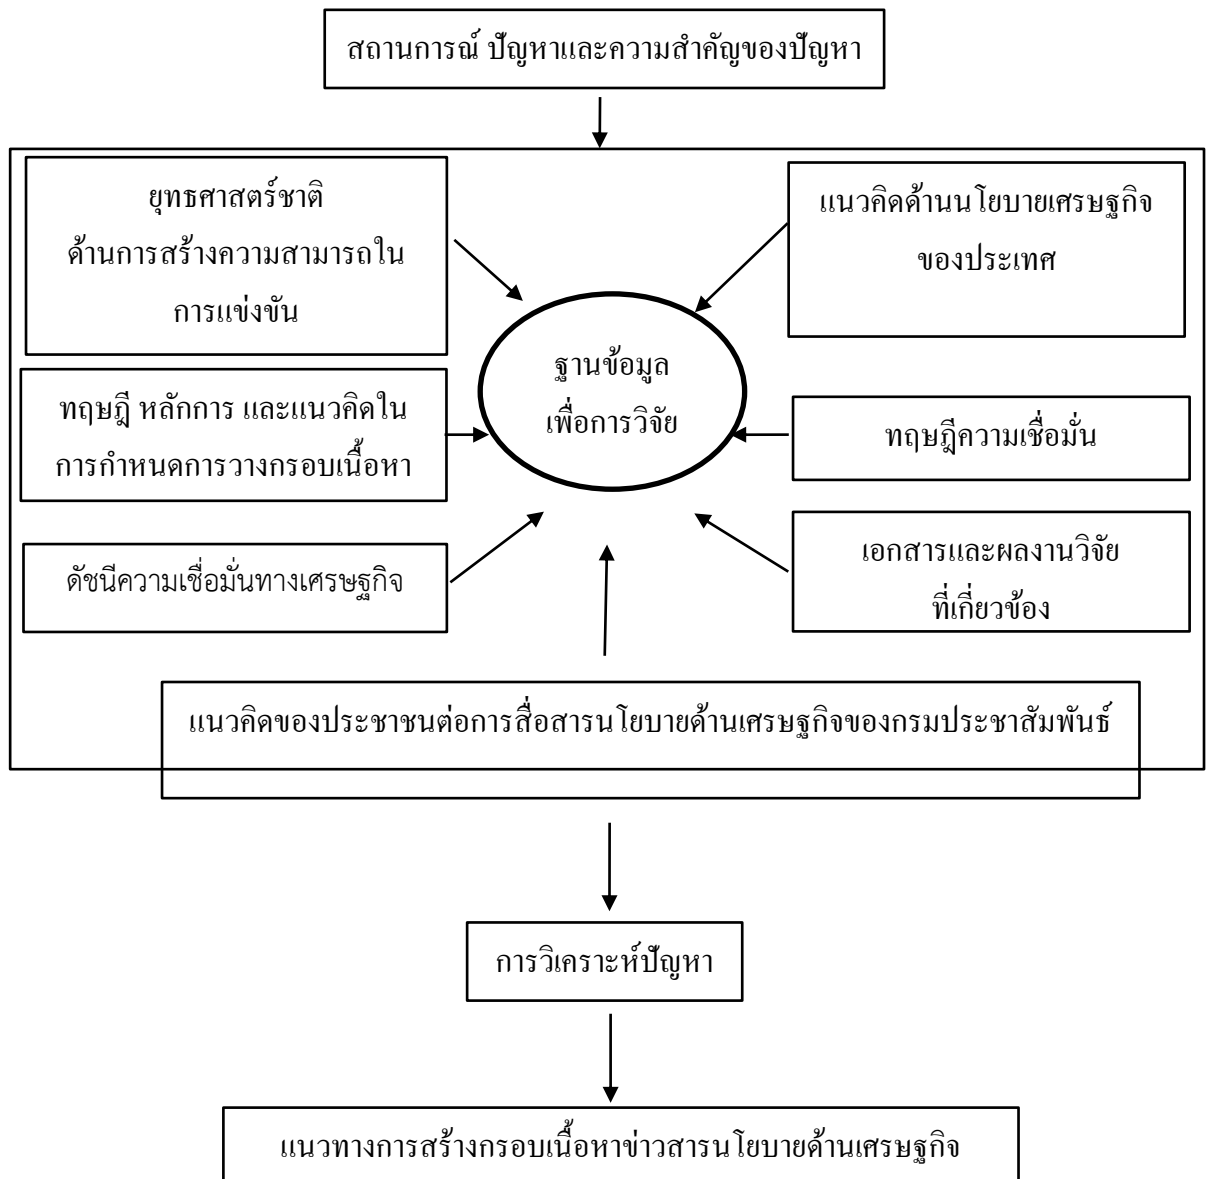 สถานการณ์ ปัญหาและความสำคัญของปัญหา
ยุทธศาสตร์ชาติ
ด้านการสร้างความสามารถใน
การแข่งขัน
แนวคิดด้านนโยบายเศรษฐกิจ
ของประเทศ
ฐานข้อมูล
เพื่อการวิจัย
ทฤษฎี หลักการ และแนวคิดใน
การกำหนดการวางกรอบเนื้อหา
ทฤษฎีความเชื่อมั่น
ดัชนีความเชื่อมั่นทางเศรษฐกิจ
เอกสารและผลงานวิจัย
ที่เกี่ยวข้อง
แนวคิดของประชาชนต่อการสื่อสารนโยบายด้านเศรษฐกิจของกรมประชาสัมพันธ์
การวิเคราะห์ปัญหา
แนวทางการสร้างกรอบเนื้อหาข่าวสารนโยบายด้านเศรษฐกิจ